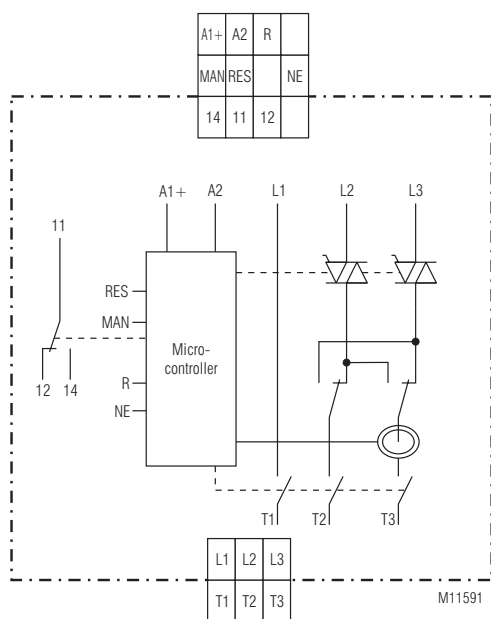 A1+ A2 R
MAN RES NE
14 11 12
A1+ A2 L1 L2 L3
11
RES
MAN
Micro-
controller
12 14
R
NE
T1 T2 T3
L1 L2 L3
T1 T2 T3
M11591